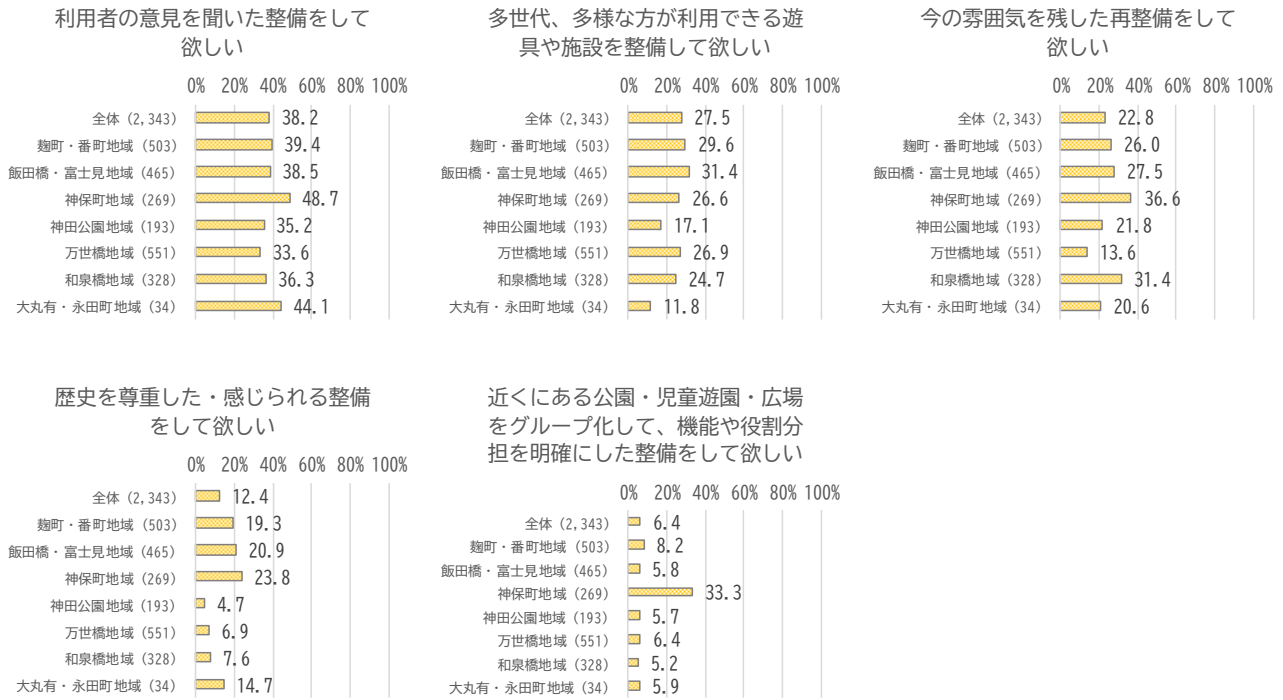 利用者の意見を聞いた整備をして
欲しい
0% 20% 40% 60% 80% 100%
全体 (2,343) 38.2
麹町・番町地域 (503) 39.4
飯田橋・富士見地域 (465) 38.5
神保町地域 (269) 48.7
神田公園地域 (193) 35.2
万世橋地域 (551) 33.6
和泉橋地域 (328) 36.3
大丸有・永田町地域 (34) 44.1
多世代、多様な方が利用できる遊
具や施設を整備して欲しい
0% 20% 40% 60% 80% 100%
全体 (2,343) 27.5
麹町・番町地域 (503) 29.6
飯田橋・富士見地域 (465) 31.4
神保町地域 (269) 26.6
神田公園地域 (193) 17.1
万世橋地域 (551) 26.9
和泉橋地域 (328) 24.7
大丸有・永田町地域 (34) 11.8
今の雰囲気を残した再整備をして
欲しい
0% 20% 40% 60% 80% 100%
全体 (2,343) 22.8
麹町・番町地域 (503) 26.0
飯田橋・富士見地域 (465) 27.5
神保町地域 (269) 36.6
神田公園地域 (193) 21.8
万世橋地域 (551) 13.6
和泉橋地域 (328) 31.4
大丸有・永田町地域 (34) 20.6
歴史を尊重した・感じられる整備
をして欲しい
0% 20% 40% 60% 80% 100%
全体 (2,343) 12.4
麹町・番町地域 (503) 19.3
飯田橋・富士見地域 (465) 20.9
神保町地域 (269) 23.8
神田公園地域 (193) 4.7
万世橋地域 (551) 6.9
和泉橋地域 (328) 7.6
大丸有・永田町地域 (34) 14.7
近くにある公園・児童遊園・広場
をグループ化して、機能や役割分
担を明確にした整備をして欲しい
0% 20% 40% 60% 80% 100%
全体 (2,343) 6.4
麹町・番町地域 (503) 8.2
飯田橋・富士見地域 (465) 5.8
神保町地域 (269) 33.3
神田公園地域 (193) 5.7
万世橋地域 (551) 6.4
和泉橋地域 (328) 5.2
大丸有・永田町地域 (34) 5.9